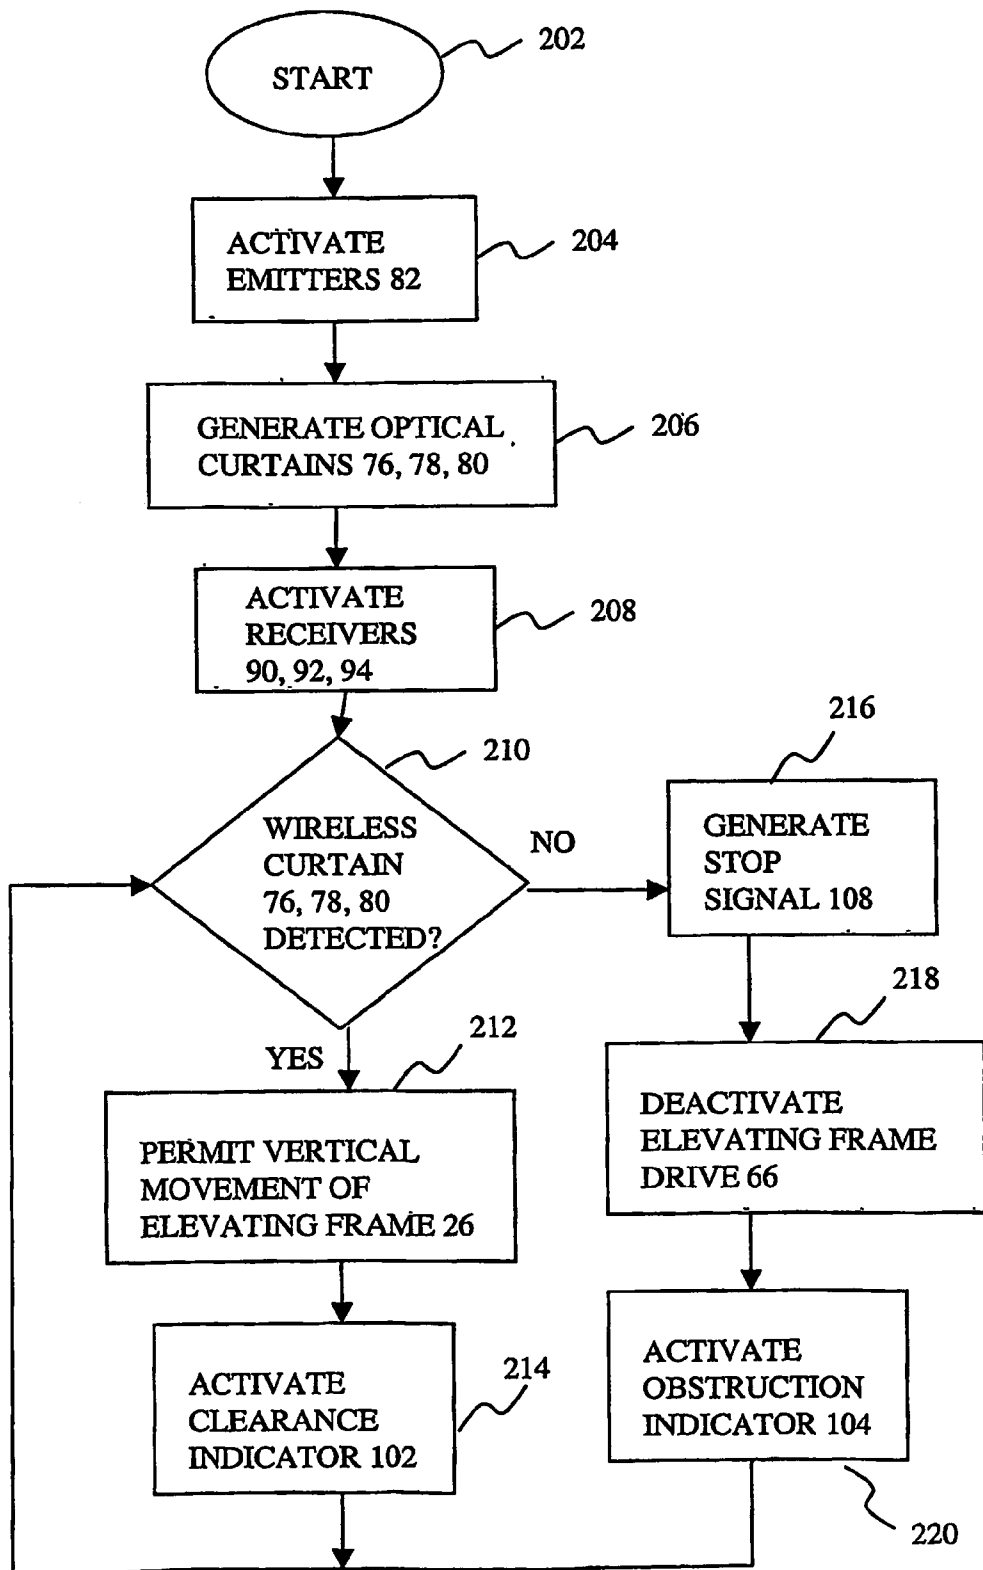 START
202
ACTIVATE
EMITTERS 82
204
GENERATE OPTICAL
CURTAINS 76, 78, 80
206
ACTIVATE
RECEIVERS
90, 92, 94
208
WIRELESS
CURTAIN
76, 78, 80
DETECTED?
210
NO
YES
GENERATE
STOP
SIGNAL 108
216
PERMIT VERTICAL
MOVEMENT OF
ELEVATING FRAME 26
212
DEACTIVATE
ELEVATING FRAME
DRIVE 66
218
ACTIVATE
CLEARANCE
INDICATOR 102
214
ACTIVATE
OBSTRUCTION
INDICATOR 104
220